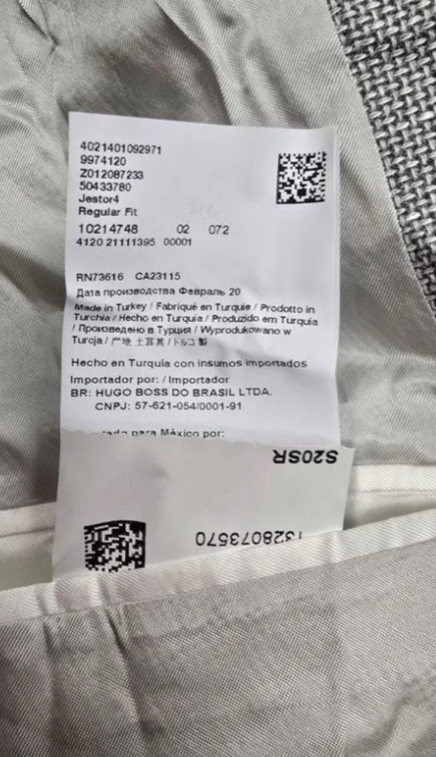 4021401092971
9974120
Z012087233
50433780
Jestor4
Regular Fit
10214748 02 072
4120 21111395 00001
RN73616 CA23115
Дата производства Февраль 20
Made in Turkey / Fabriqué en Turquie / Prodotto in
Turchia / Hecho en Turquía / Produzido em Turquia
/ Произведено в Турция / Wyprodukowano w
Turcja / 产地 土耳其 / トルコ製
Hecho en Turquía con insumos importados
Importador por: / Importador
BR: HUGO BOSS DO BRASIL LTDA.
CNPJ: 57-621-054/0001-91
para México por:
S20SR
1328073570